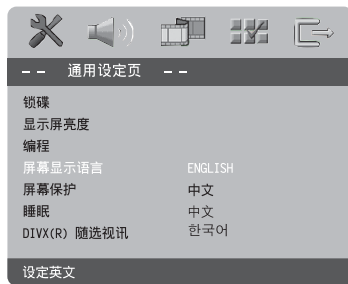 -- 通用设定页 --
锁碟
显示屏亮度
编程
屏幕显示语言 ENGLISH
屏幕保护 中文
睡眠 中文
DIVX(R) 随选视讯 한국어
设定英文